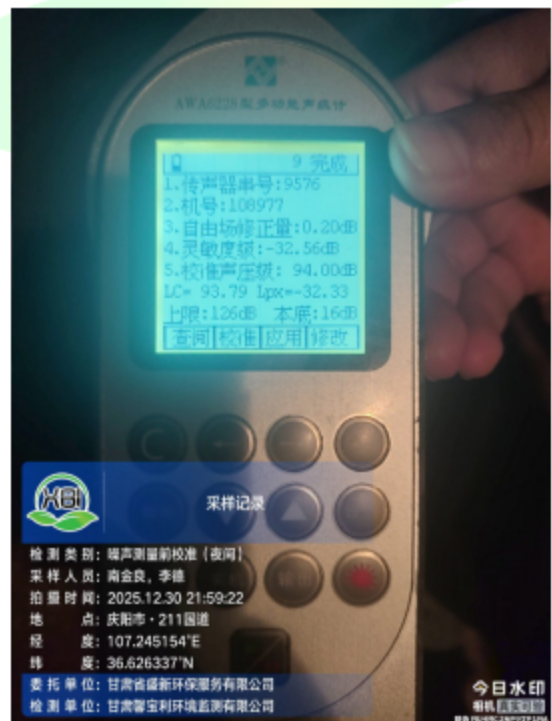 AWA6228型多功能声级计
9 完成
1.传声器串号:9576
2.机号:108977
3.自由场修正量:0.20dB
4.灵敏度级:-32.56dB
5.校准声压级: 94.00dB
LC= 93.79 Lpx=-32.33
上限:126dB 本底:16dB
查阅 校准 应用 修改
C
XBI
采样记录
检测类别: 噪声测量前校准 (夜间)
采样人员: 南金良, 李德
拍摄时间: 2025.12.30 21:59:22
地 点: 庆阳市·211国道
经 度: 107.245154°E
纬 度: 36.626337°N
委托单位: 甘肃省盛新环保服务有限公司
检测单位: 甘肃馨宝利环境监测有限公司
今日水印
相机 真实可验